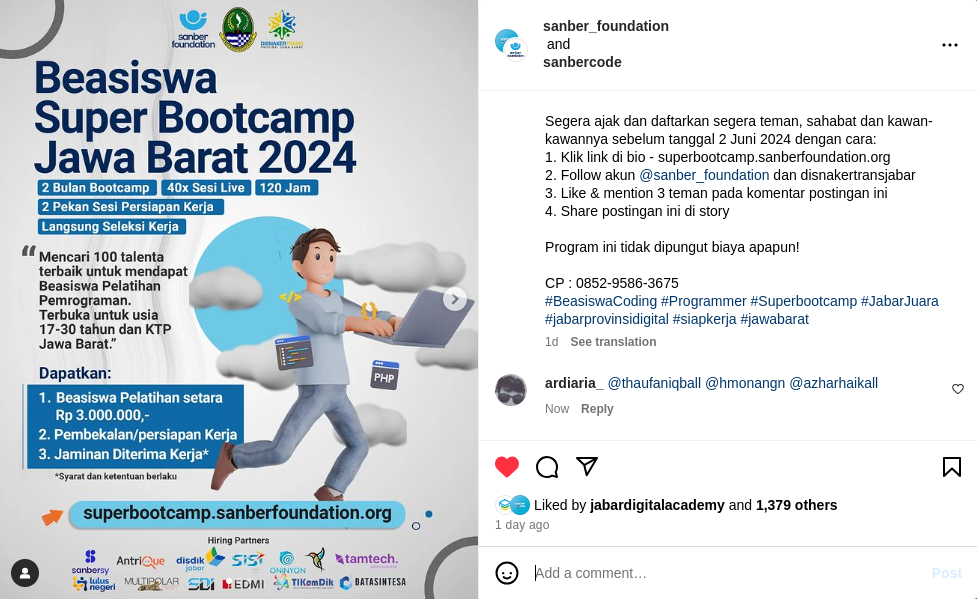 sanber
foundation
DISNAKERTRANS
Beasiswa
Super Bootcamp
Jawa Barat 2024
2 Bulan Bootcamp
40x Sesi Live
120 Jam
2 Pekan Sesi Persiapan Kerja
Langsung Seleksi Kerja
“ Mencari 100 talenta
terbaik untuk mendapat
Beasiswa Pelatihan
Pemrograman.
Terbuka untuk usia
17-30 tahun dan KTP
Jawa Barat.”
</>
{}
PHP
Dapatkan:
1. Beasiswa Pelatihan setara
Rp 3.000.000,-
2. Pembekalan/persiapan Kerja
3. Jaminan Diterima Kerja*
*Syarat dan ketentuan berlaku
superbootcamp.sanberfoundation.org
Hiring Partners
sanbersy
AntriQue
disdik
jabar
SiSi
ONINYON
tamtech.
lulus
negeri
MULTIPOLAR
SDI
EDMI
TIKomDik
DATASINTESA
sanber_foundation
and
sanbercode
Segera ajak dan daftarkan segera teman, sahabat dan kawan-
kawannya sebelum tanggal 2 Juni 2024 dengan cara:
1. Klik link di bio - superbootcamp.sanberfoundation.org
2. Follow akun @sanber_foundation dan disnakertransjabar
3. Like & mention 3 teman pada komentar postingan ini
4. Share postingan ini di story
Program ini tidak dipungut biaya apapun!
CP : 0852-9586-3675
#BeasiswaCoding #Programmer #Superbootcamp #JabarJuara
#jabarprovinsidigital #siapkerja #jawabarat
1d See translation
ardiaria_ @thaufaniqball @hmonangn @azharhaikall
Now Reply
Liked by jabardigitalacademy and 1,379 others
1 day ago
Add a comment…
Post